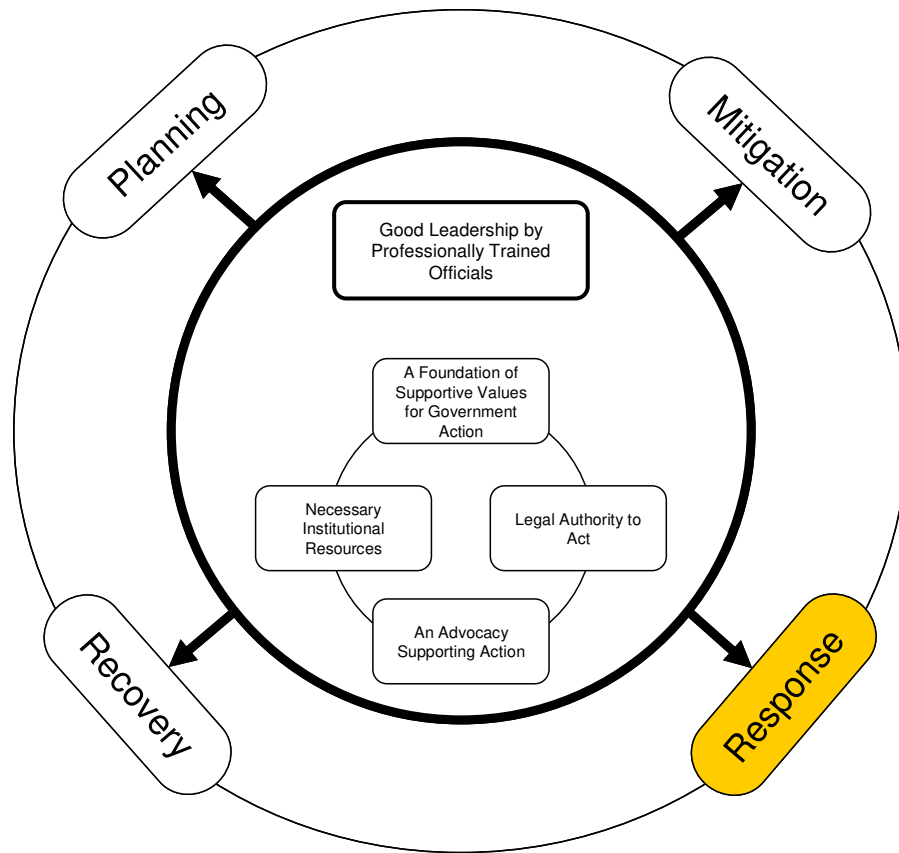 Planning
Mitigation
Good Leadership by
Professionally Trained
Officials
A Foundation of
Supportive Values
for Government
Action
Necessary
Institutional
Resources
Legal Authority to
Act
An Advocacy
Supporting Action
Recovery
Response